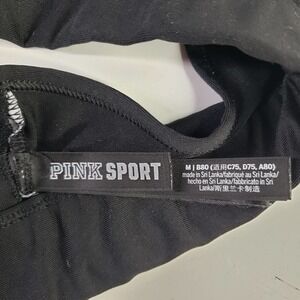 PINK SPORT
M | B80 (适用C75, D75, A80)
made in Sri Lanka/fabriqué au Sri Lanka/
hecho en Sri Lanka/fabbricato in Sri
Lanka/斯里兰卡制造